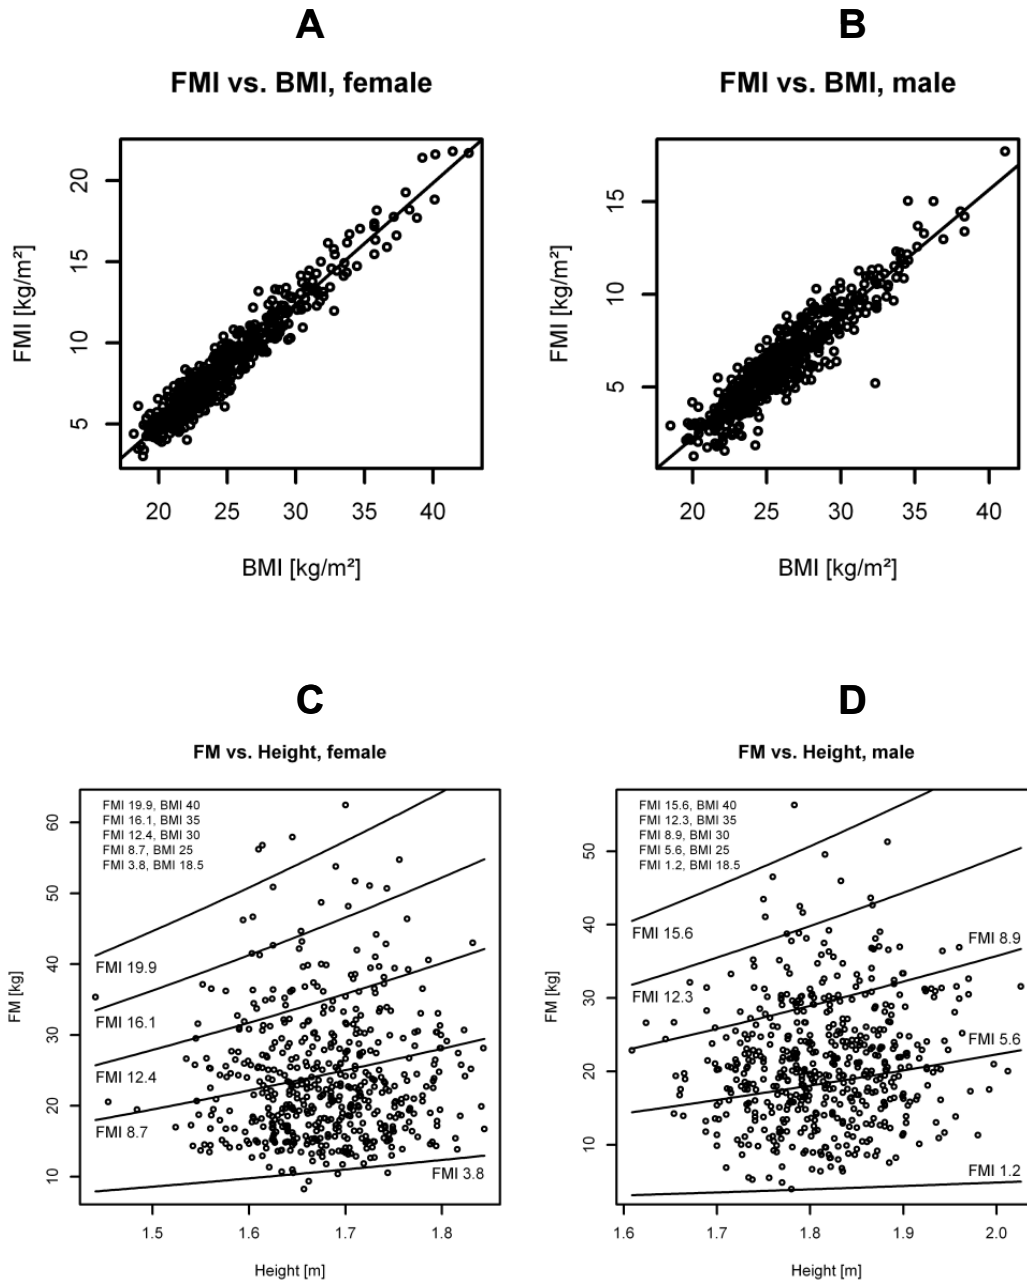 A
B
FMI vs. BMI, female
FMI vs. BMI, male
FMI [kg/m²]
5
10
15
20
20
25
30
35
40
BMI [kg/m²]
FMI [kg/m²]
5
10
15
20
25
30
35
40
BMI [kg/m²]
C
D
FM vs. Height, female
FM vs. Height, male
FM [kg]
10
20
30
40
50
60
FMI 19.9, BMI 40
FMI 16.1, BMI 35
FMI 12.4, BMI 30
FMI 8.7, BMI 25
FMI 3.8, BMI 18.5
FMI 19.9
FMI 16.1
FMI 12.4
FMI 8.7
FMI 3.8
1.5
1.6
1.7
1.8
Height [m]
FM [kg]
10
20
30
40
50
FMI 15.6, BMI 40
FMI 12.3, BMI 35
FMI 8.9, BMI 30
FMI 5.6, BMI 25
FMI 1.2, BMI 18.5
FMI 15.6
FMI 8.9
FMI 12.3
FMI 5.6
FMI 1.2
1.6
1.7
1.8
1.9
2.0
Height [m]